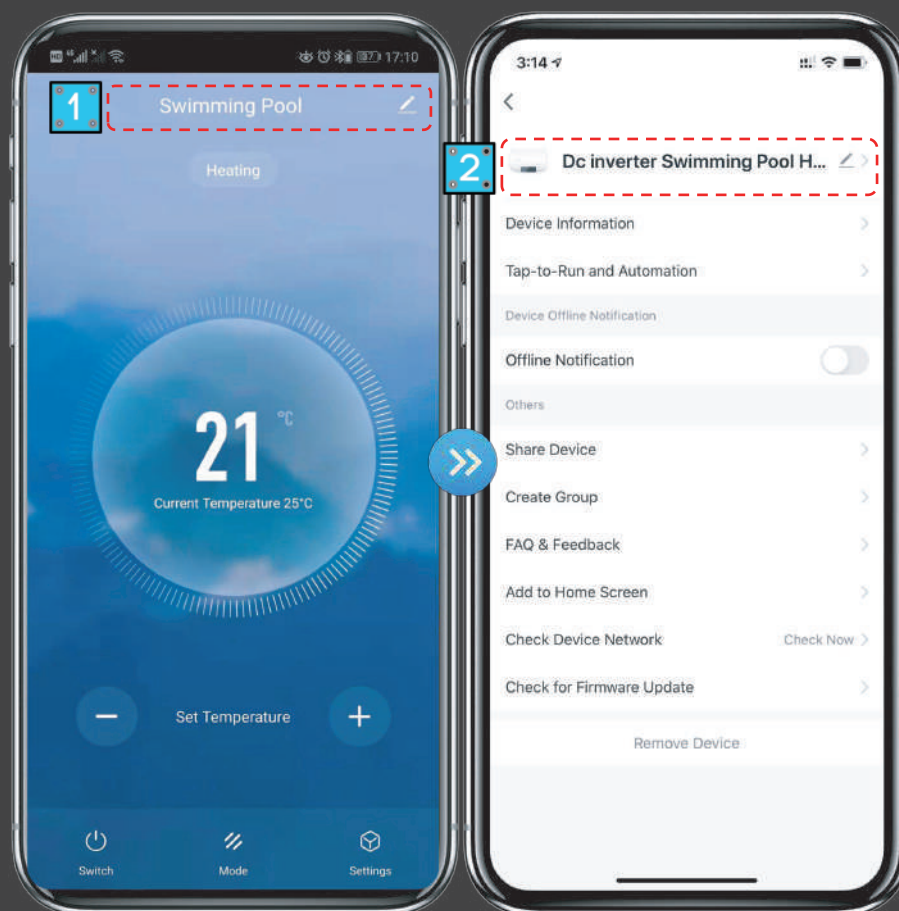 17:10
1
Swimming Pool
Heating
21 °C
Current Temperature 25°C
Set Temperature
Switch
Mode
Settings
3:14
2
Dc inverter Swimming Pool H...
Device Information
Tap-to-Run and Automation
Device Offline Notification
Offline Notification
Others
Share Device
Create Group
FAQ & Feedback
Add to Home Screen
Check Device Network Check Now
Check for Firmware Update
Remove Device